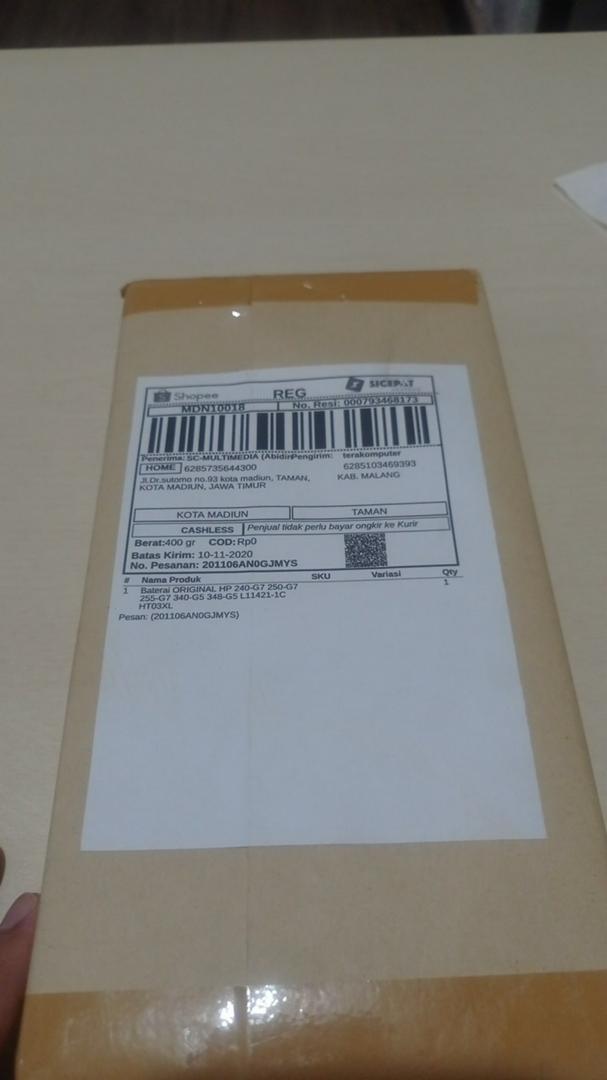 Shopee
REG
SICEPAT
MDN10018
No. Resi: 000793468173
Penerima: SC-MULTIMEDIA (Abidin
Pengirim: terakomputer
HOME 6285735644300
6285103469393
Jl.Dr.sutomo no.93 kota madiun, TAMAN,
KAB. MALANG
KOTA MADIUN, JAWA TIMUR
KOTA MADIUN
TAMAN
CASHLESS Penjual tidak perlu bayar ongkir ke Kurir
Berat:400 gr COD:Rp0
Batas Kirim: 10-11-2020
No. Pesanan: 201106AN0GJMYS
# Nama Produk SKU Variasi Qty
1 Baterai ORIGINAL HP 240-G7 250-G7 1
255-G7 340-G5 348-G5 L11421-1C
HT03XL
Pesan: (201106AN0GJMYS)